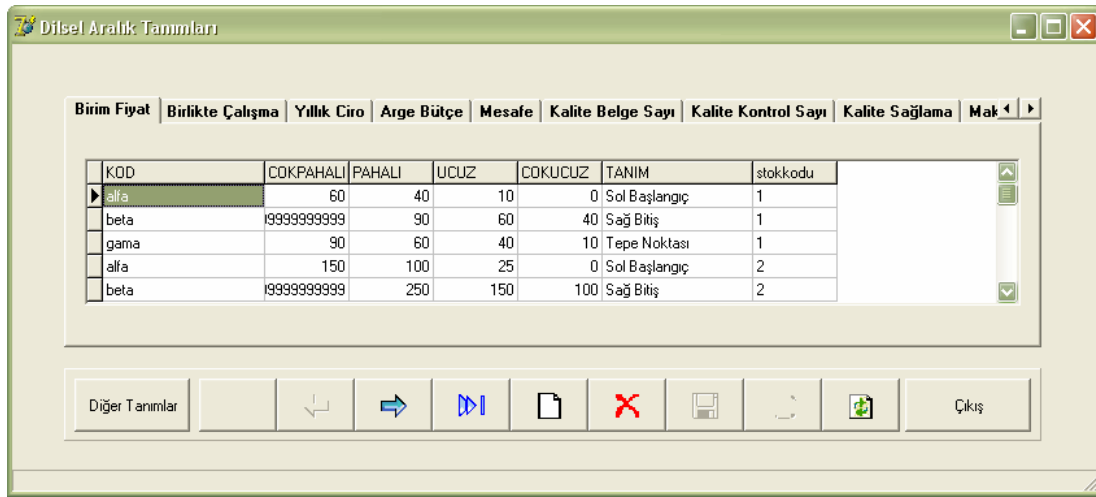 Dilsel Aralık Tanımları
Birim Fiyat Birlikte Çalışma Yıllık Ciro Arge Bütçe Mesafe Kalite Belge Sayı Kalite Kontrol Sayı Kalite Sağlama Mak
KOD COKPAHALI PAHALI UCUZ COKUCUZ TANIM stokkodu
alfa 60 40 10 0 Sol Başlangıç 1
beta 99999999999 90 60 40 Sağ Bitiş 1
gama 90 60 40 10 Tepe Noktası 1
alfa 150 100 25 0 Sol Başlangıç 2
beta 99999999999 250 150 100 Sağ Bitiş 2
Diğer Tanımlar Çıkış